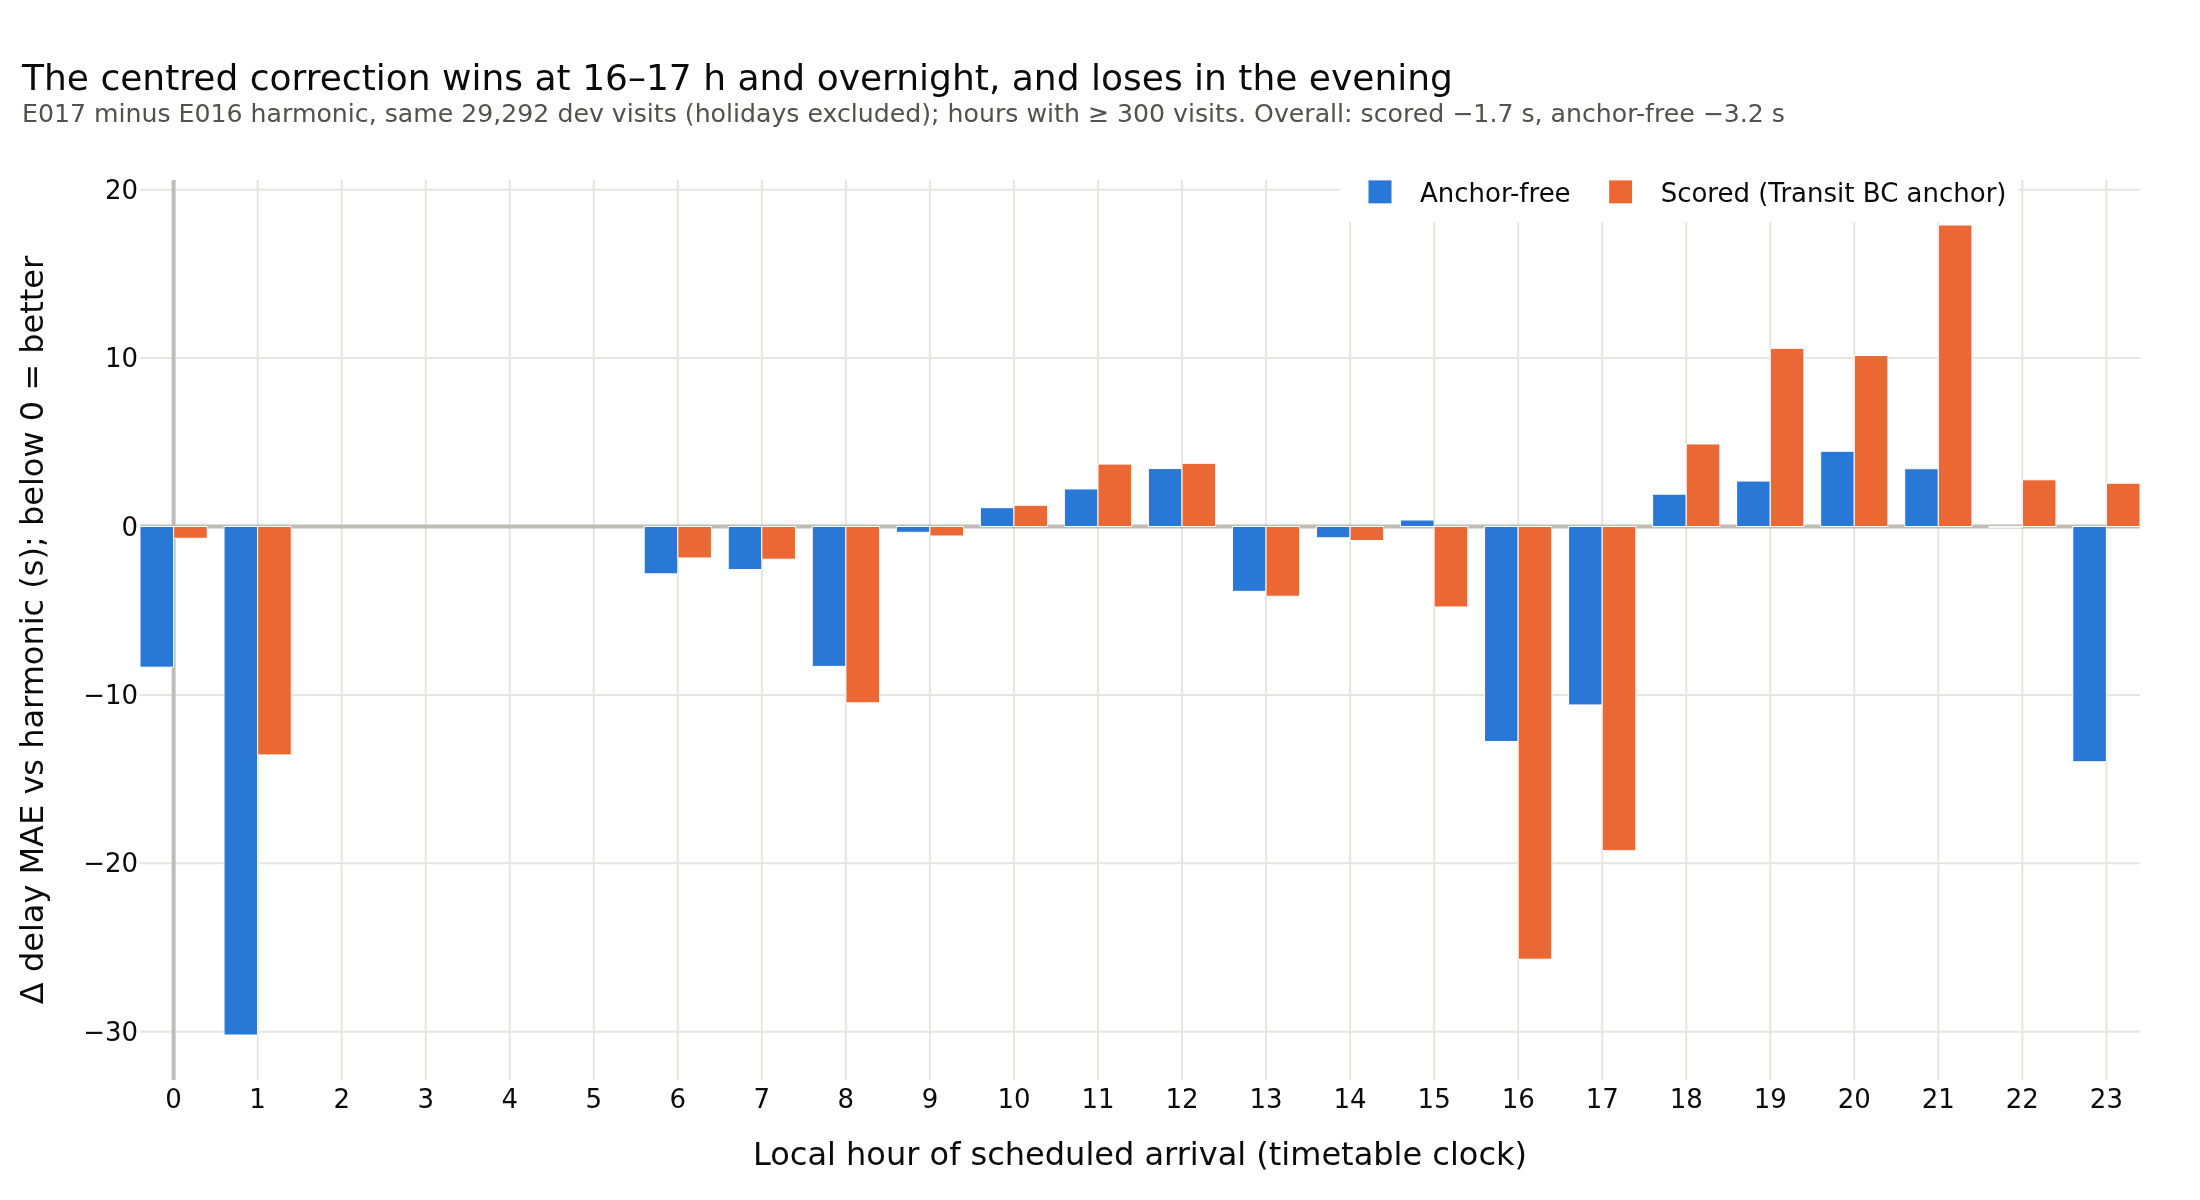 The centred correction wins at 16–17 h and overnight, and loses in the evening
E017 minus E016 harmonic, same 29,292 dev visits (holidays excluded); hours with ≥ 300 visits. Overall: scored −1.7 s, anchor-free −3.2 s
Anchor-free
Scored (Transit BC anchor)
Δ delay MAE vs harmonic (s); below 0 = better
20
10
0
−10
−20
−30
0 1 2 3 4 5 6 7 8 9 10 11 12 13 14 15 16 17 18 19 20 21 22 23
Local hour of scheduled arrival (timetable clock)